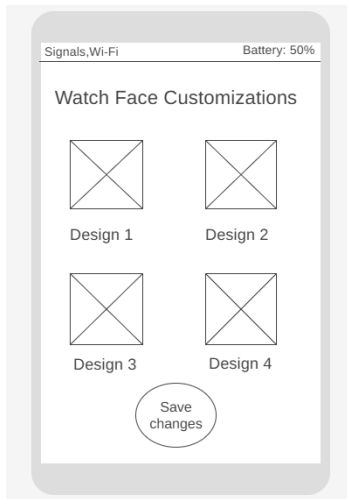 Signals,Wi-Fi Battery: 50%
Watch Face Customizations
Design 1 Design 2
Design 3 Design 4
Save
changes